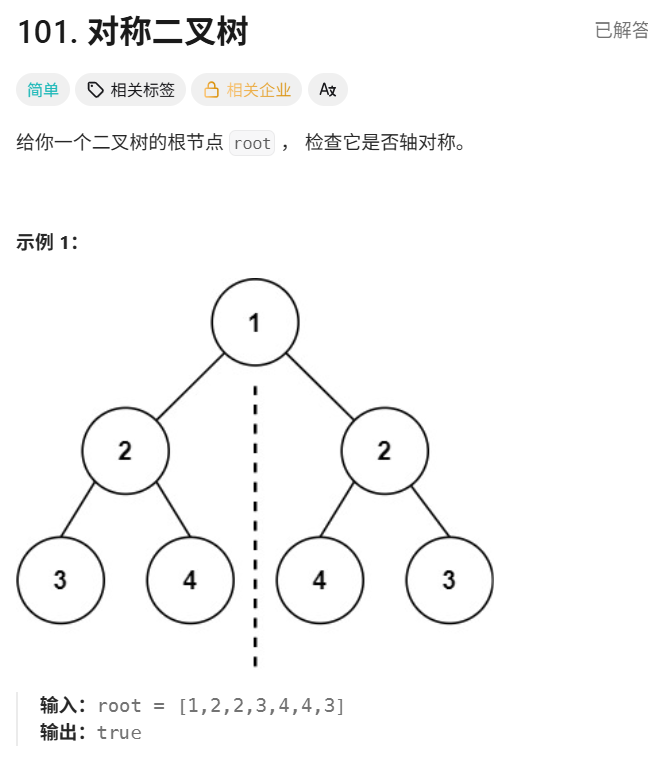 101. 对称二叉树 已解答
简单 相关标签 相关企业 Aㄡ
给你一个二叉树的根节点 root ， 检查它是否轴对称。
示例 1：
1
2 2
3 4 4 3
输入：root = [1,2,2,3,4,4,3]
输出：true